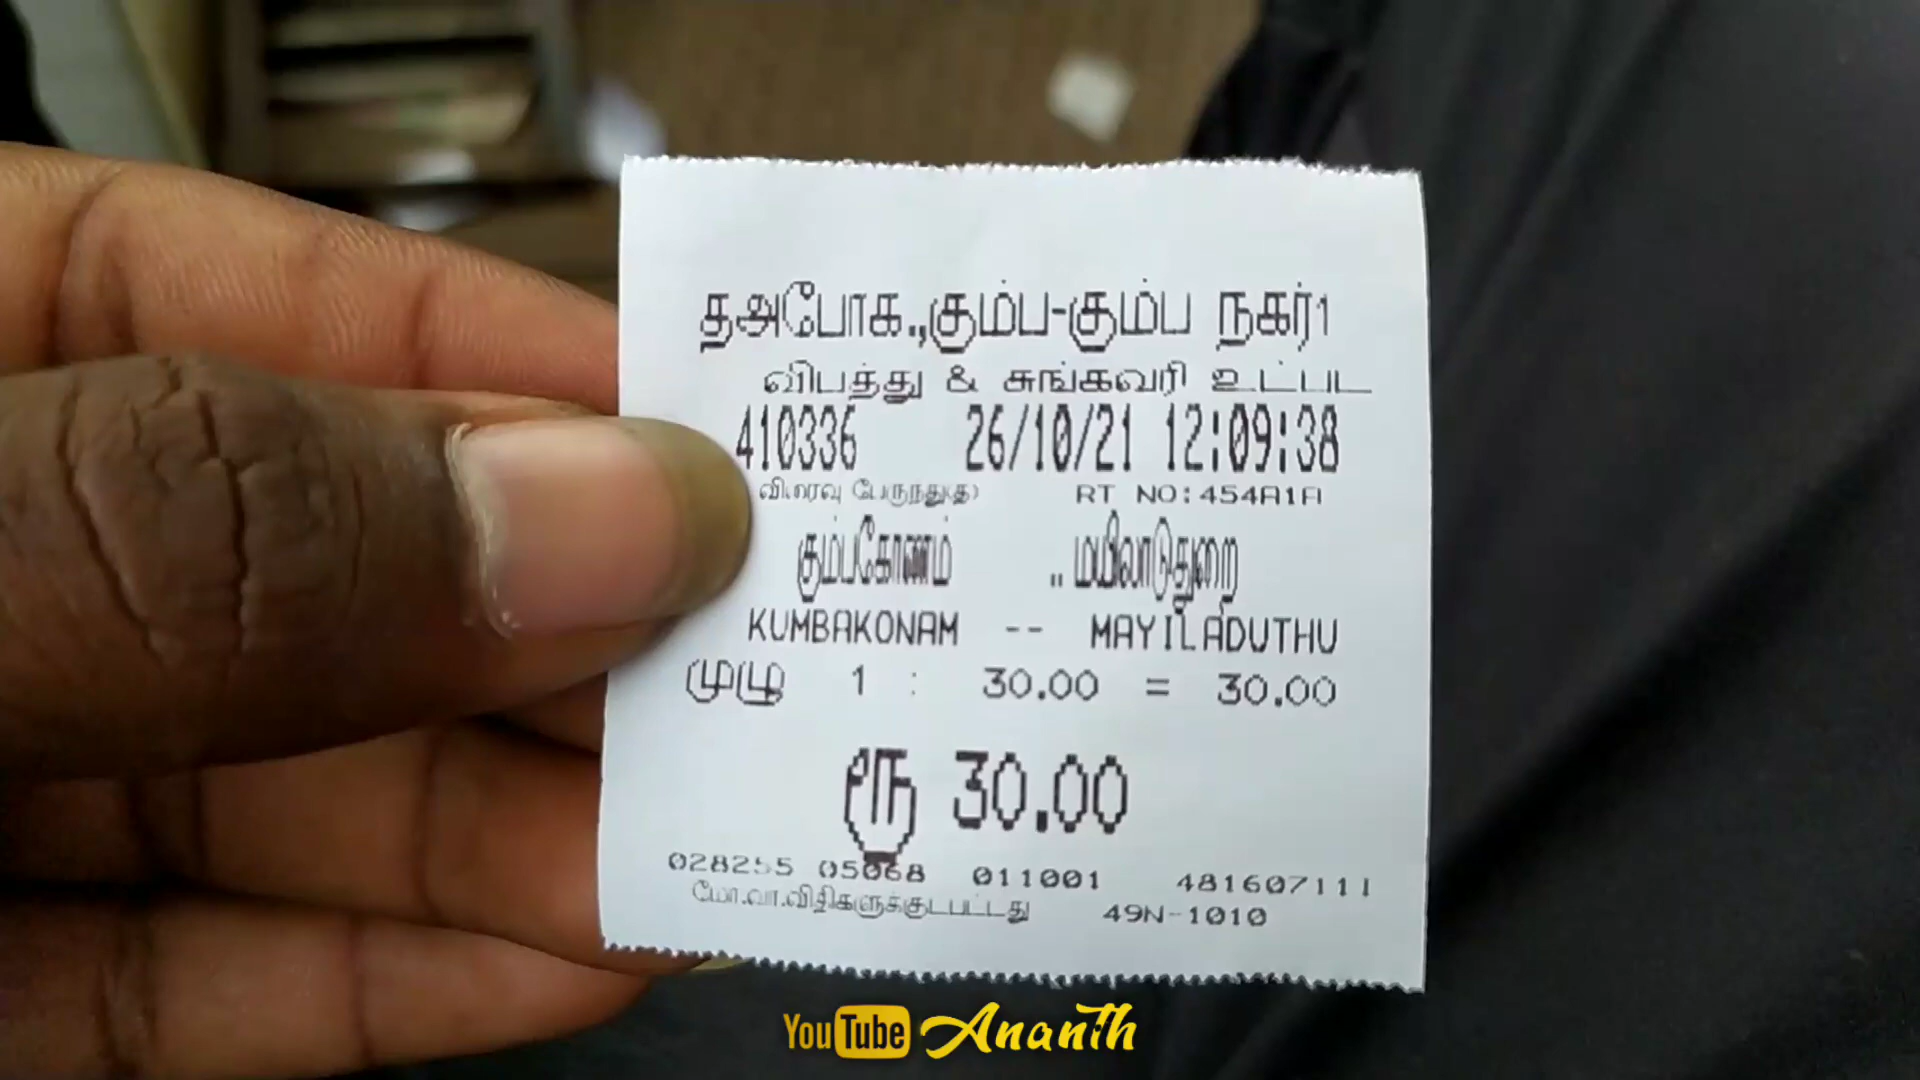 தஅபோக.,கும்ப-கும்ப நகர்1
விபத்து & சுங்கவரி உட்பட
410336 26/10/21 12:09:38
விரைவு பேருந்து(த) RT NO:454A1A
கும்பகோணம் .. மயிலாடுதுறை
KUMBAKONAM -- MAYILADUTHU
முழு 1 : 30.00 = 30.00
ரூ 30.00
028255 05068 011001 481607111
மோ.வா.விதிகளுக்குட்பட்டது 49N-1010
YouTube Ananth